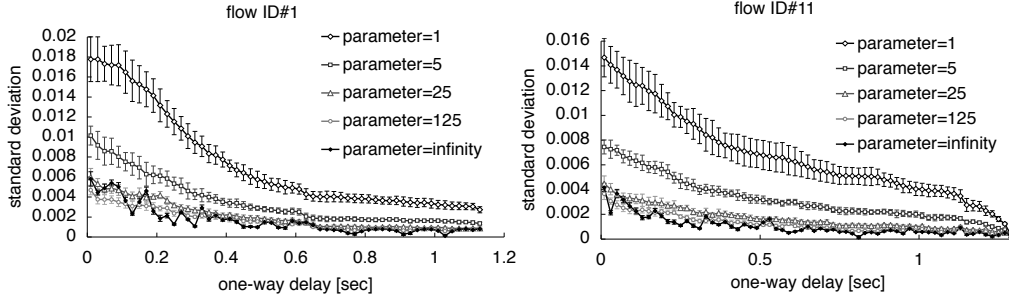 flow ID#1
standard deviation
0.02
0.018
0.016
0.014
0.012
0.01
0.008
0.006
0.004
0.002
0
parameter=1
parameter=5
parameter=25
parameter=125
parameter=infinity
0 0.2 0.4 0.6 0.8 1 1.2
one-way delay [sec]
flow ID#11
standard deviation
0.016
0.014
0.012
0.01
0.008
0.006
0.004
0.002
0
parameter=1
parameter=5
parameter=25
parameter=125
parameter=infinity
0 0.5 1
one-way delay [sec]